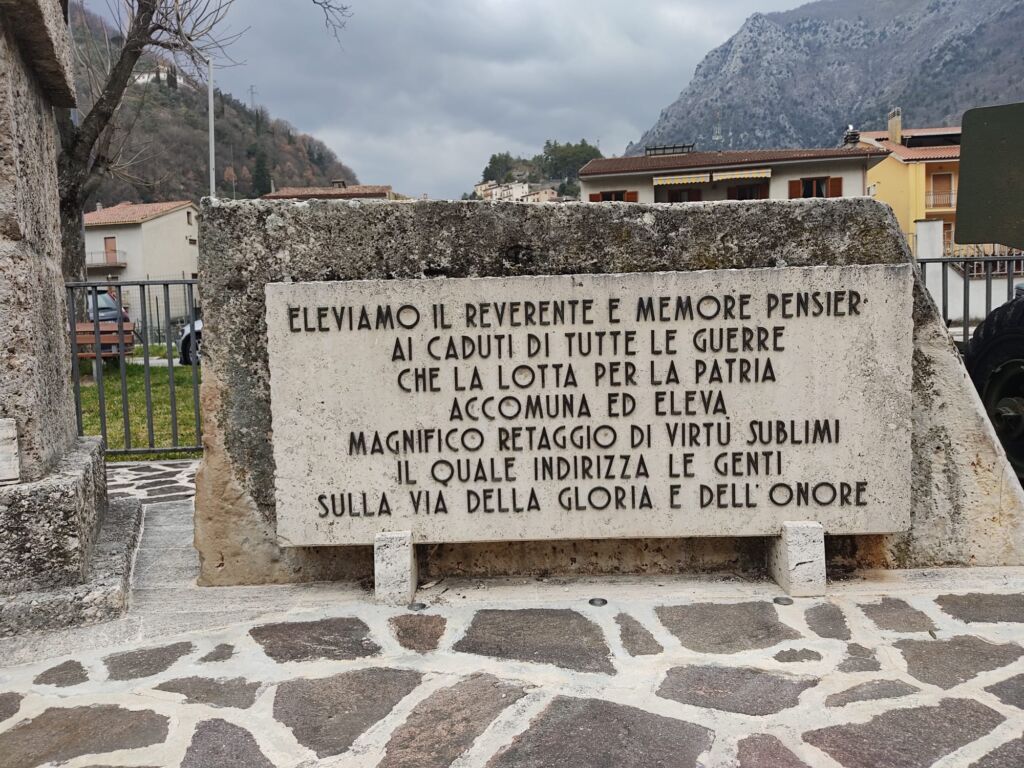 ELEVIAMO IL REVERENTE E MEMORE PENSIER
AI CADUTI DI TUTTE LE GUERRE
CHE LA LOTTA PER LA PATRIA
ACCOMUNA ED ELEVA
MAGNIFICO RETAGGIO DI VIRTÙ SUBLIMI
IL QUALE INDIRIZZA LE GENTI
SULLA VIA DELLA GLORIA E DELL'ONORE